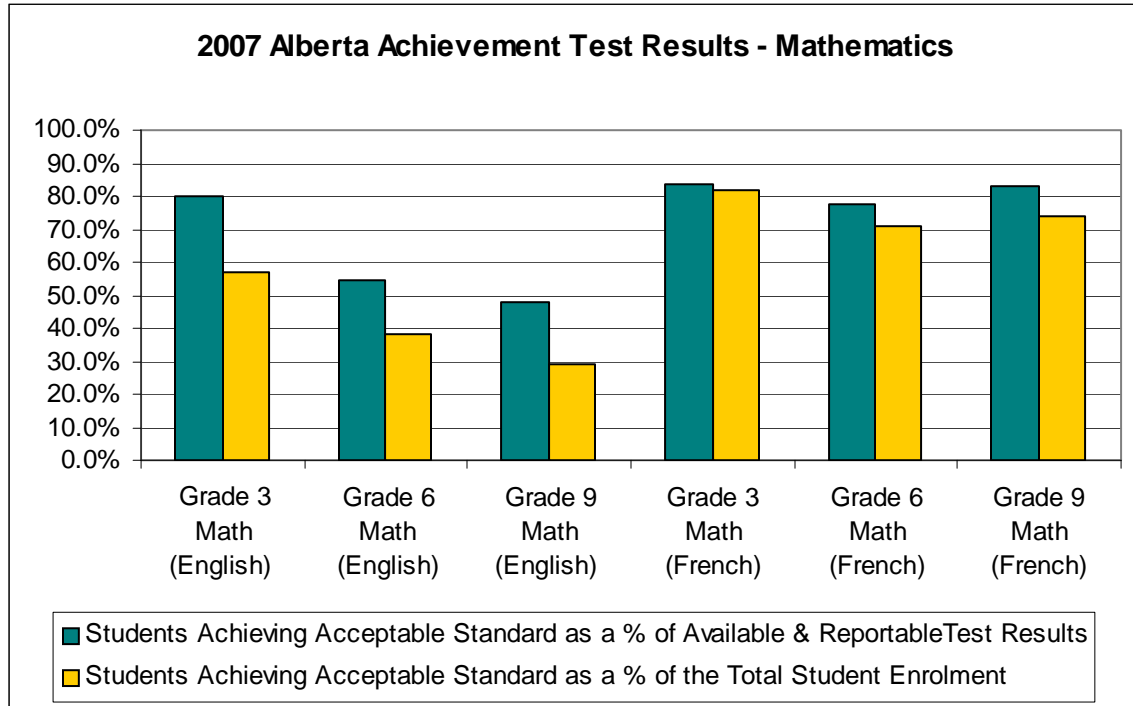 2007 Alberta Achievement Test Results - Mathematics
100.0%
90.0%
80.0%
70.0%
60.0%
50.0%
40.0%
30.0%
20.0%
10.0%
0.0%
Grade 3
Math
(English)
Grade 6
Math
(English)
Grade 9
Math
(English)
Grade 3
Math
(French)
Grade 6
Math
(French)
Grade 9
Math
(French)
Students Achieving Acceptable Standard as a % of Available & ReportableTest Results
Students Achieving Acceptable Standard as a % of the Total Student Enrolment